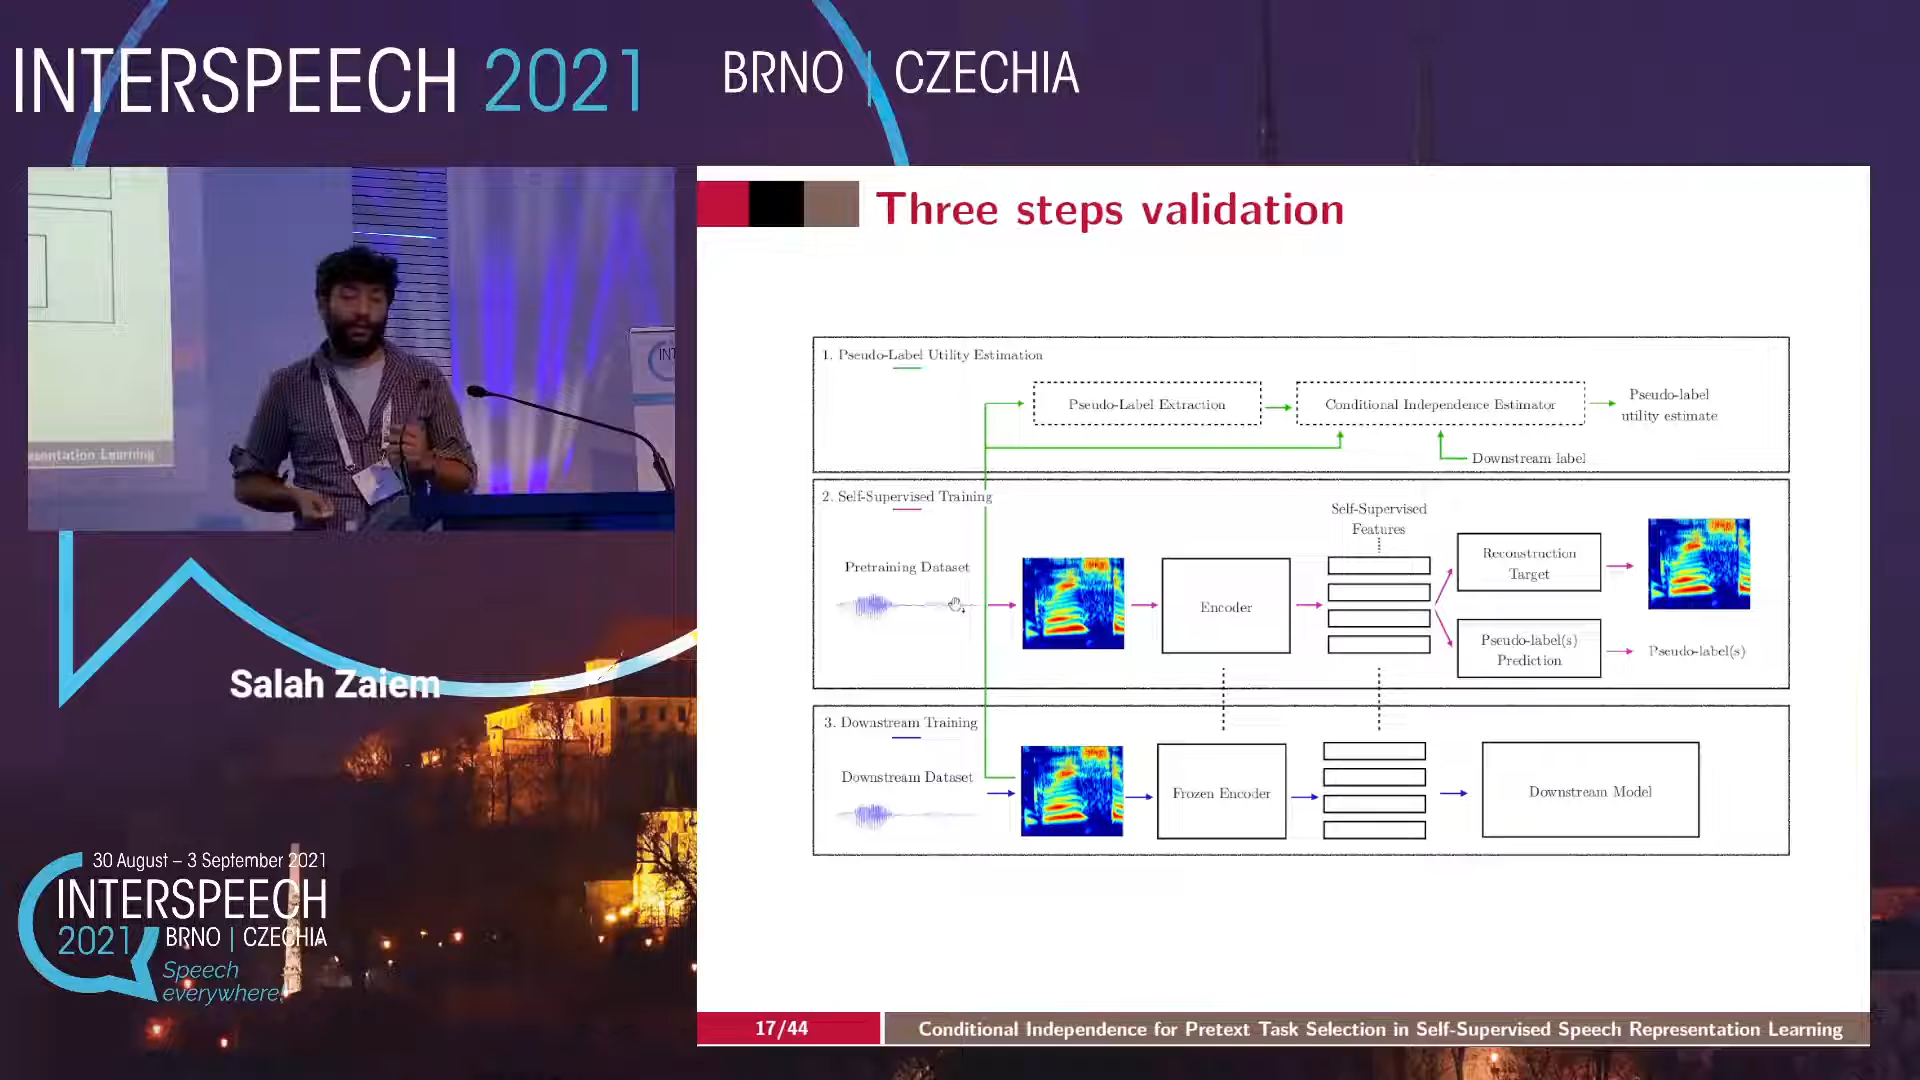 INTERSPEECH 2021
BRNO | CZECHIA
INT
esentation Learning
Salah Zaiem
30 August – 3 September 2021
INTERSPEECH
2021
BRNO | CZECHIA
Speech
everywhere!
Three steps validation
1. Pseudo-Label Utility Estimation
Pseudo-Label Extraction
Conditional Independence Estimator
Pseudo-label
utility estimate
Downstream label
2. Self-Supervised Training
Self-Supervised
Features
Pretraining Dataset
Encoder
Reconstruction
Target
Pseudo-label(s)
Prediction
Pseudo-label(s)
3. Downstream Training
Downstream Dataset
Frozen Encoder
Downstream Model
17/44
Conditional Independence for Pretext Task Selection in Self-Supervised Speech Representation Learning